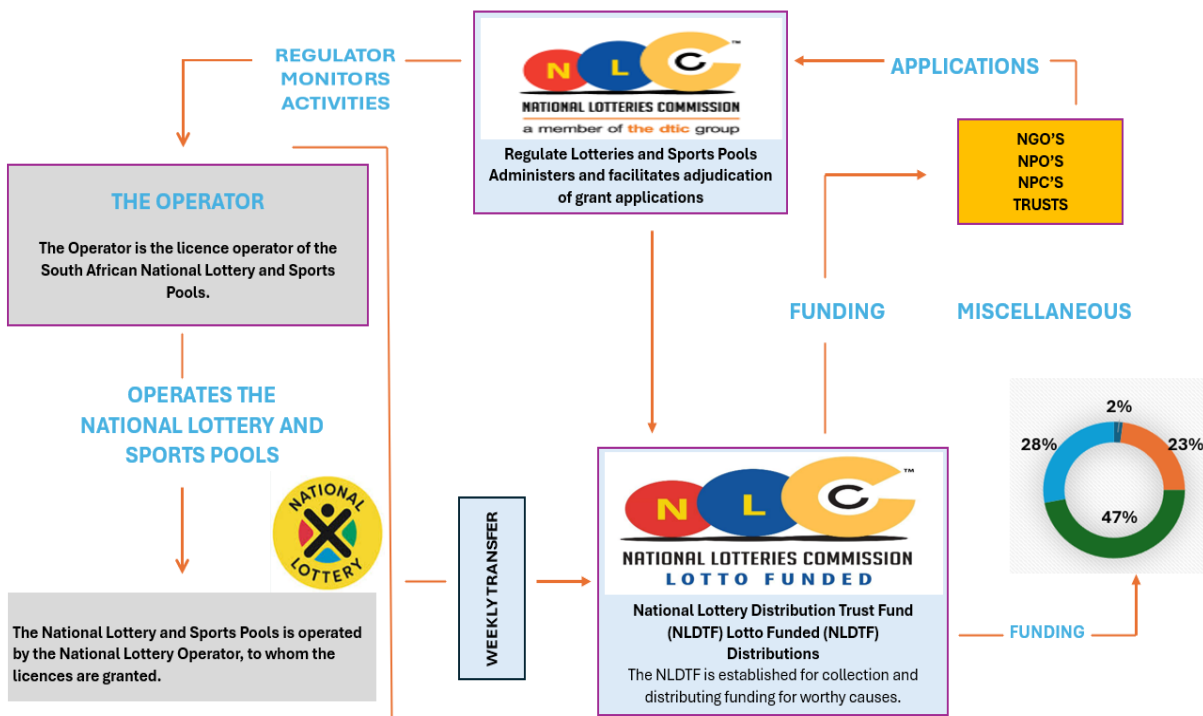 REGULATOR
MONITORS
ACTIVITIES
N L C C ™
NATIONAL LOTTERIES COMMISSION
a member of the dtic group
Regulate Lotteries and Sports Pools
Administers and facilitates adjudication
of grant applications
APPLICATIONS
NGO'S
NPO'S
NPC'S
TRUSTS
THE OPERATOR
The Operator is the licence operator of the
South African National Lottery and Sports
Pools.
FUNDING
MISCELLANEOUS
OPERATES THE
NATIONAL LOTTERY AND
SPORTS POOLS
NATIONAL
LOTTERY
The National Lottery and Sports Pools is operated
by the National Lottery Operator, to whom the
licences are granted.
WEEKLY TRANSFER
N L C C ™
NATIONAL LOTTERIES COMMISSION
LOTTO FUNDED
National Lottery Distribution Trust Fund
(NLDTF) Lotto Funded (NLDTF)
Distributions
The NLDTF is established for collection and
distributing funding for worthy causes.
FUNDING
2%
28%
23%
47%